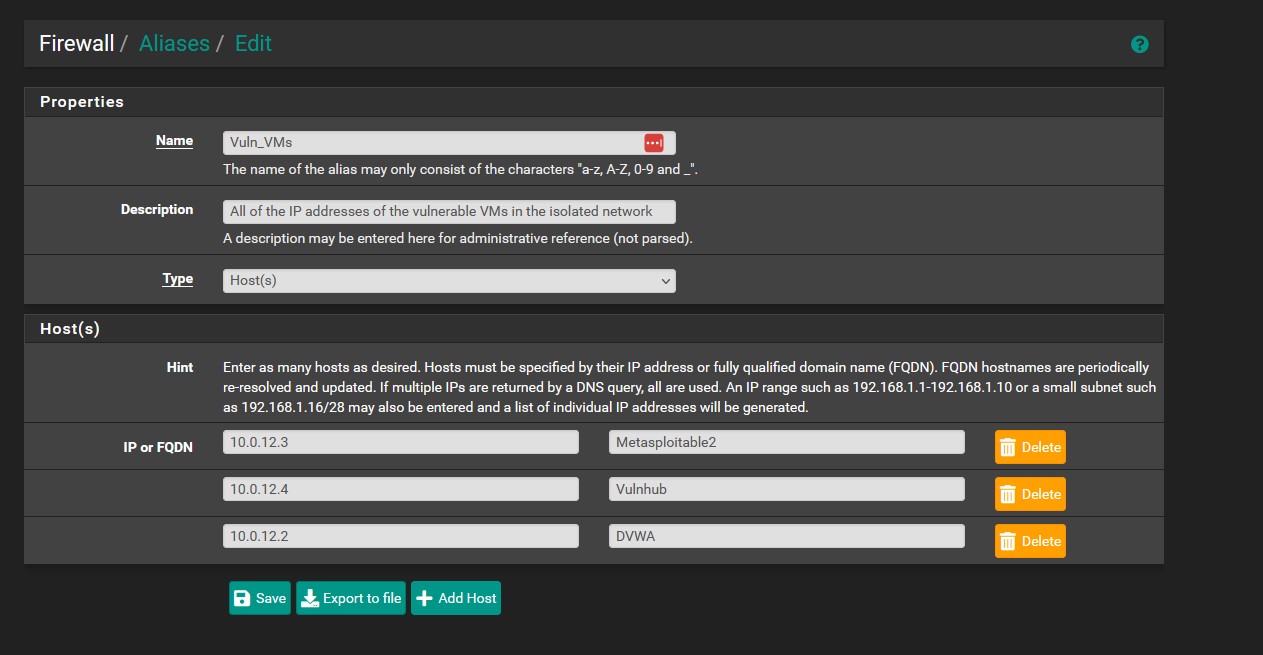 Firewall / Aliases / Edit
?
Properties
Name
Vuln_VMs
The name of the alias may only consist of the characters "a-z, A-Z, 0-9 and _".
Description
All of the IP addresses of the vulnerable VMs in the isolated network
A description may be entered here for administrative reference (not parsed).
Type
Host(s)
Host(s)
Hint
Enter as many hosts as desired. Hosts must be specified by their IP address or fully qualified domain name (FQDN). FQDN hostnames are periodically
re-resolved and updated. If multiple IPs are returned by a DNS query, all are used. An IP range such as 192.168.1.1-192.168.1.10 or a small subnet such
as 192.168.1.16/28 may also be entered and a list of individual IP addresses will be generated.
IP or FQDN 10.0.12.3 Metasploitable2 Delete
10.0.12.4 Vulnhub Delete
10.0.12.2 DVWA Delete
Save Export to file Add Host